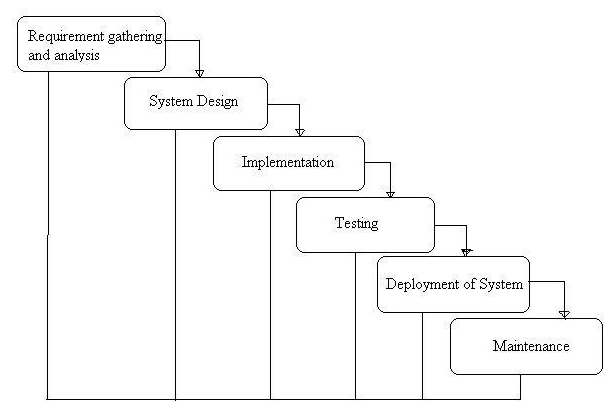 Requirement gathering
and analysis
System Design
Implementation
Testing
Deployment of System
Maintenance